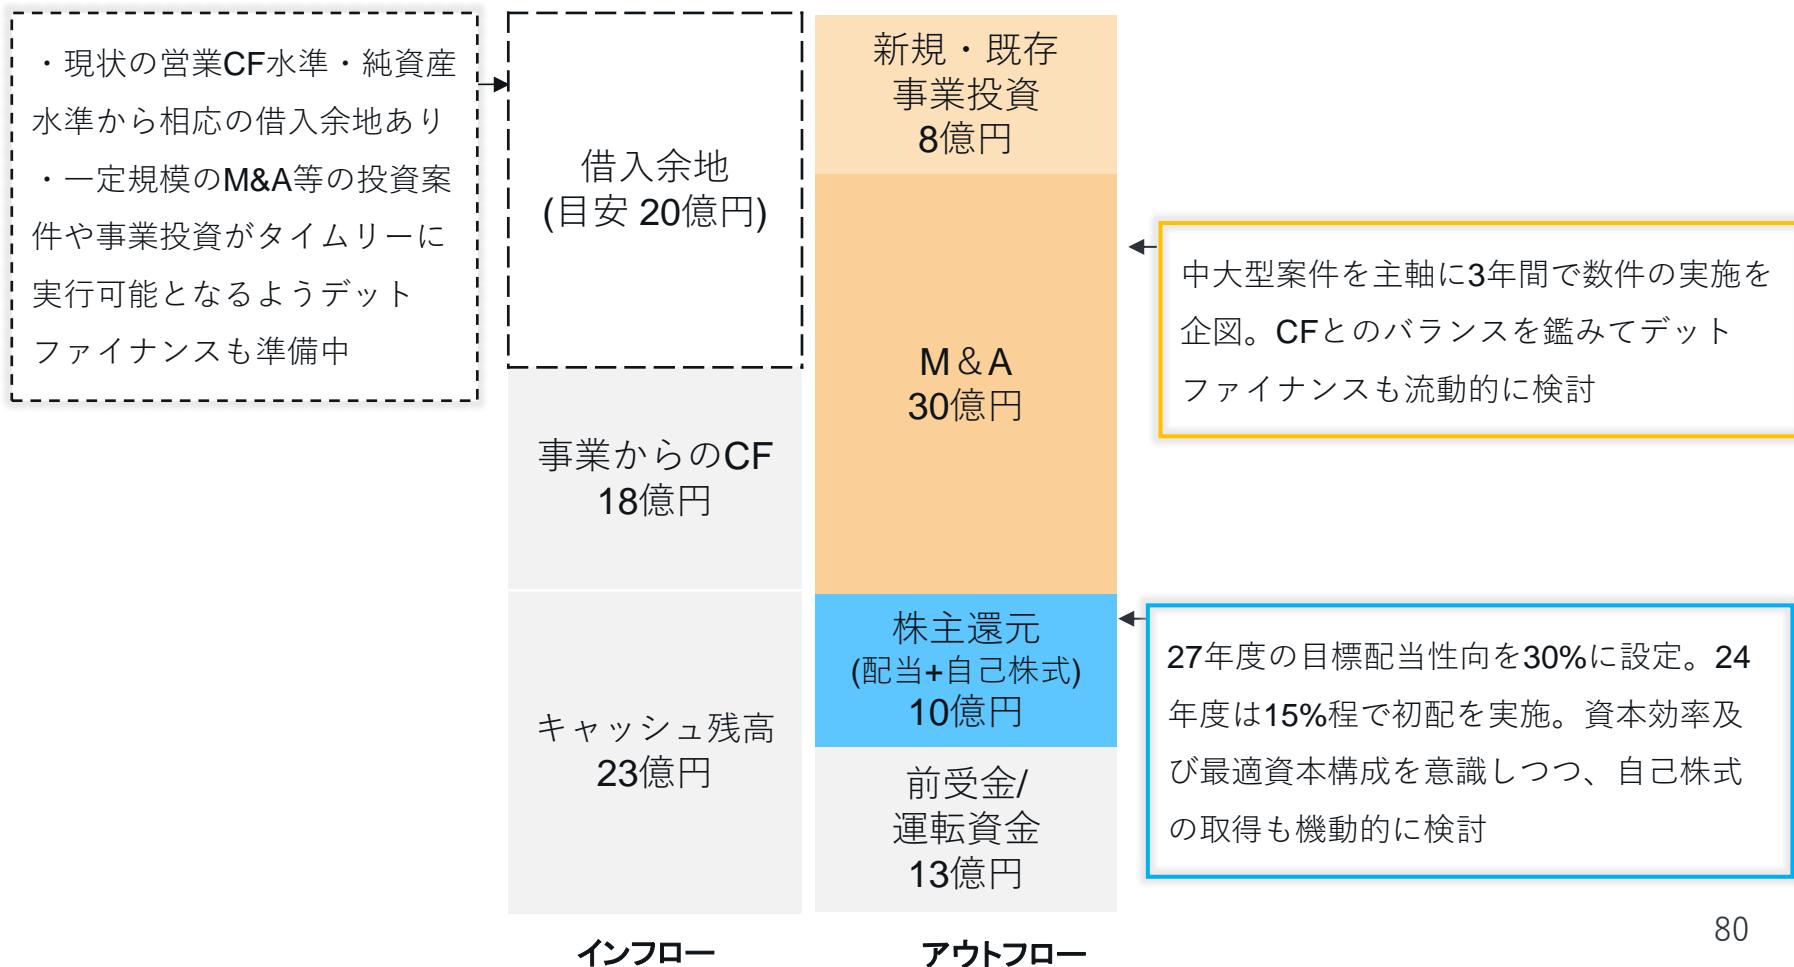 ・現状の営業CF水準・純資産
水準から相応の借入余地あり
・一定規模のM&A等の投資案
件や事業投資がタイムリーに
実行可能となるようデット
ファイナンスも準備中
借入余地
(目安 20億円)
事業からのCF
18億円
キャッシュ残高
23億円
インフロー
新規・既存
事業投資
8億円
M＆A
30億円
株主還元
(配当+自己株式)
10億円
前受金/
運転資金
13億円
アウトフロー
中大型案件を主軸に3年間で数件の実施を
企図。CFとのバランスを鑑みてデット
ファイナンスも流動的に検討
27年度の目標配当性向を30%に設定。24
年度は15%程で初配を実施。資本効率及
び最適資本構成を意識しつつ、自己株式
の取得も機動的に検討
80